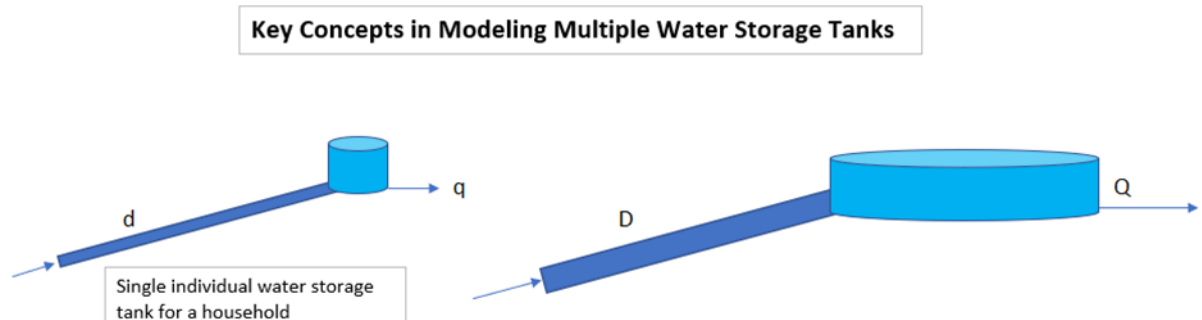 Key Concepts in Modeling Multiple Water Storage Tanks
q
Q
d
D
Single individual water storage
tank for a household